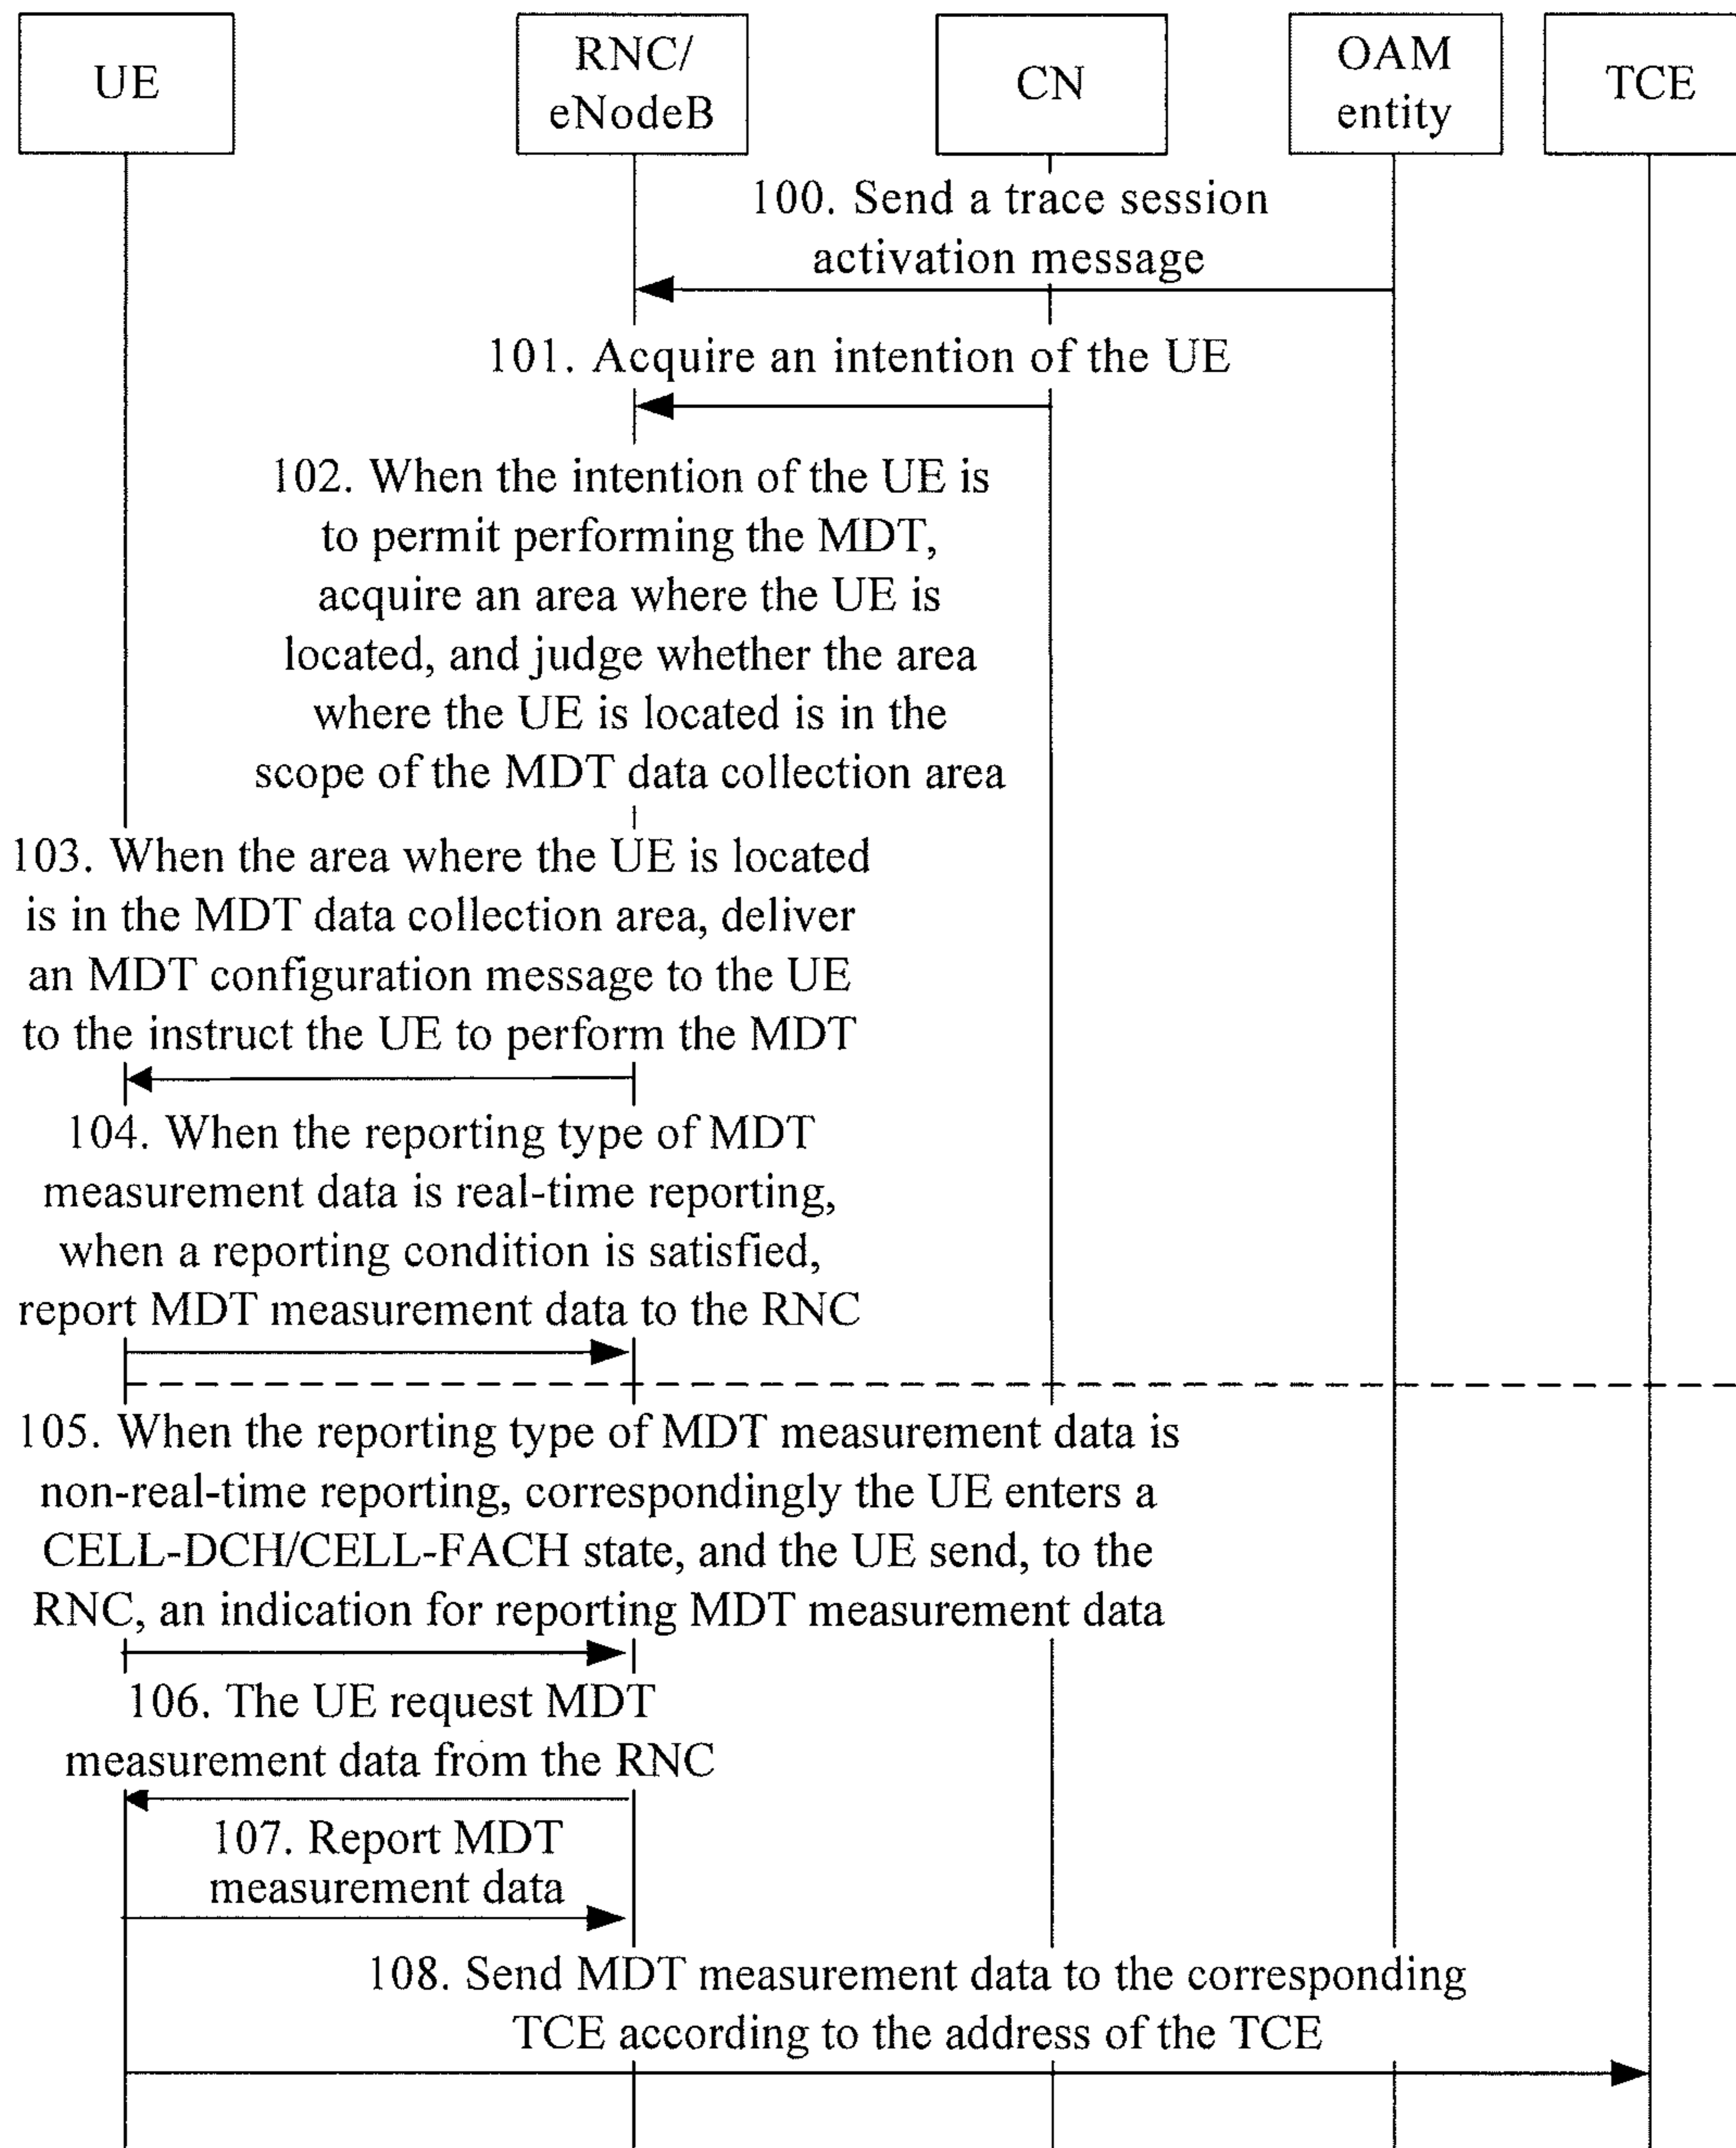 UE
RNC/
eNodeB
CN
OAM
entity
TCE
100. Send a trace session
activation message
101. Acquire an intention of the UE
102. When the intention of the UE is
to permit performing the MDT,
acquire an area where the UE is
located, and judge whether the area
where the UE is located is in the
scope of the MDT data collection area
103. When the area where the UE is located
is in the MDT data collection area, deliver
an MDT configuration message to the UE
to the instruct the UE to perform the MDT
104. When the reporting type of MDT
measurement data is real-time reporting,
when a reporting condition is satisfied,
report MDT measurement data to the RNC
105. When the reporting type of MDT measurement data is
non-real-time reporting, correspondingly the UE enters a
CELL-DCH/CELL-FACH state, and the UE send, to the
RNC, an indication for reporting MDT measurement data
106. The UE request MDT
measurement data from the RNC
107. Report MDT
measurement data
108. Send MDT measurement data to the corresponding
TCE according to the address of the TCE